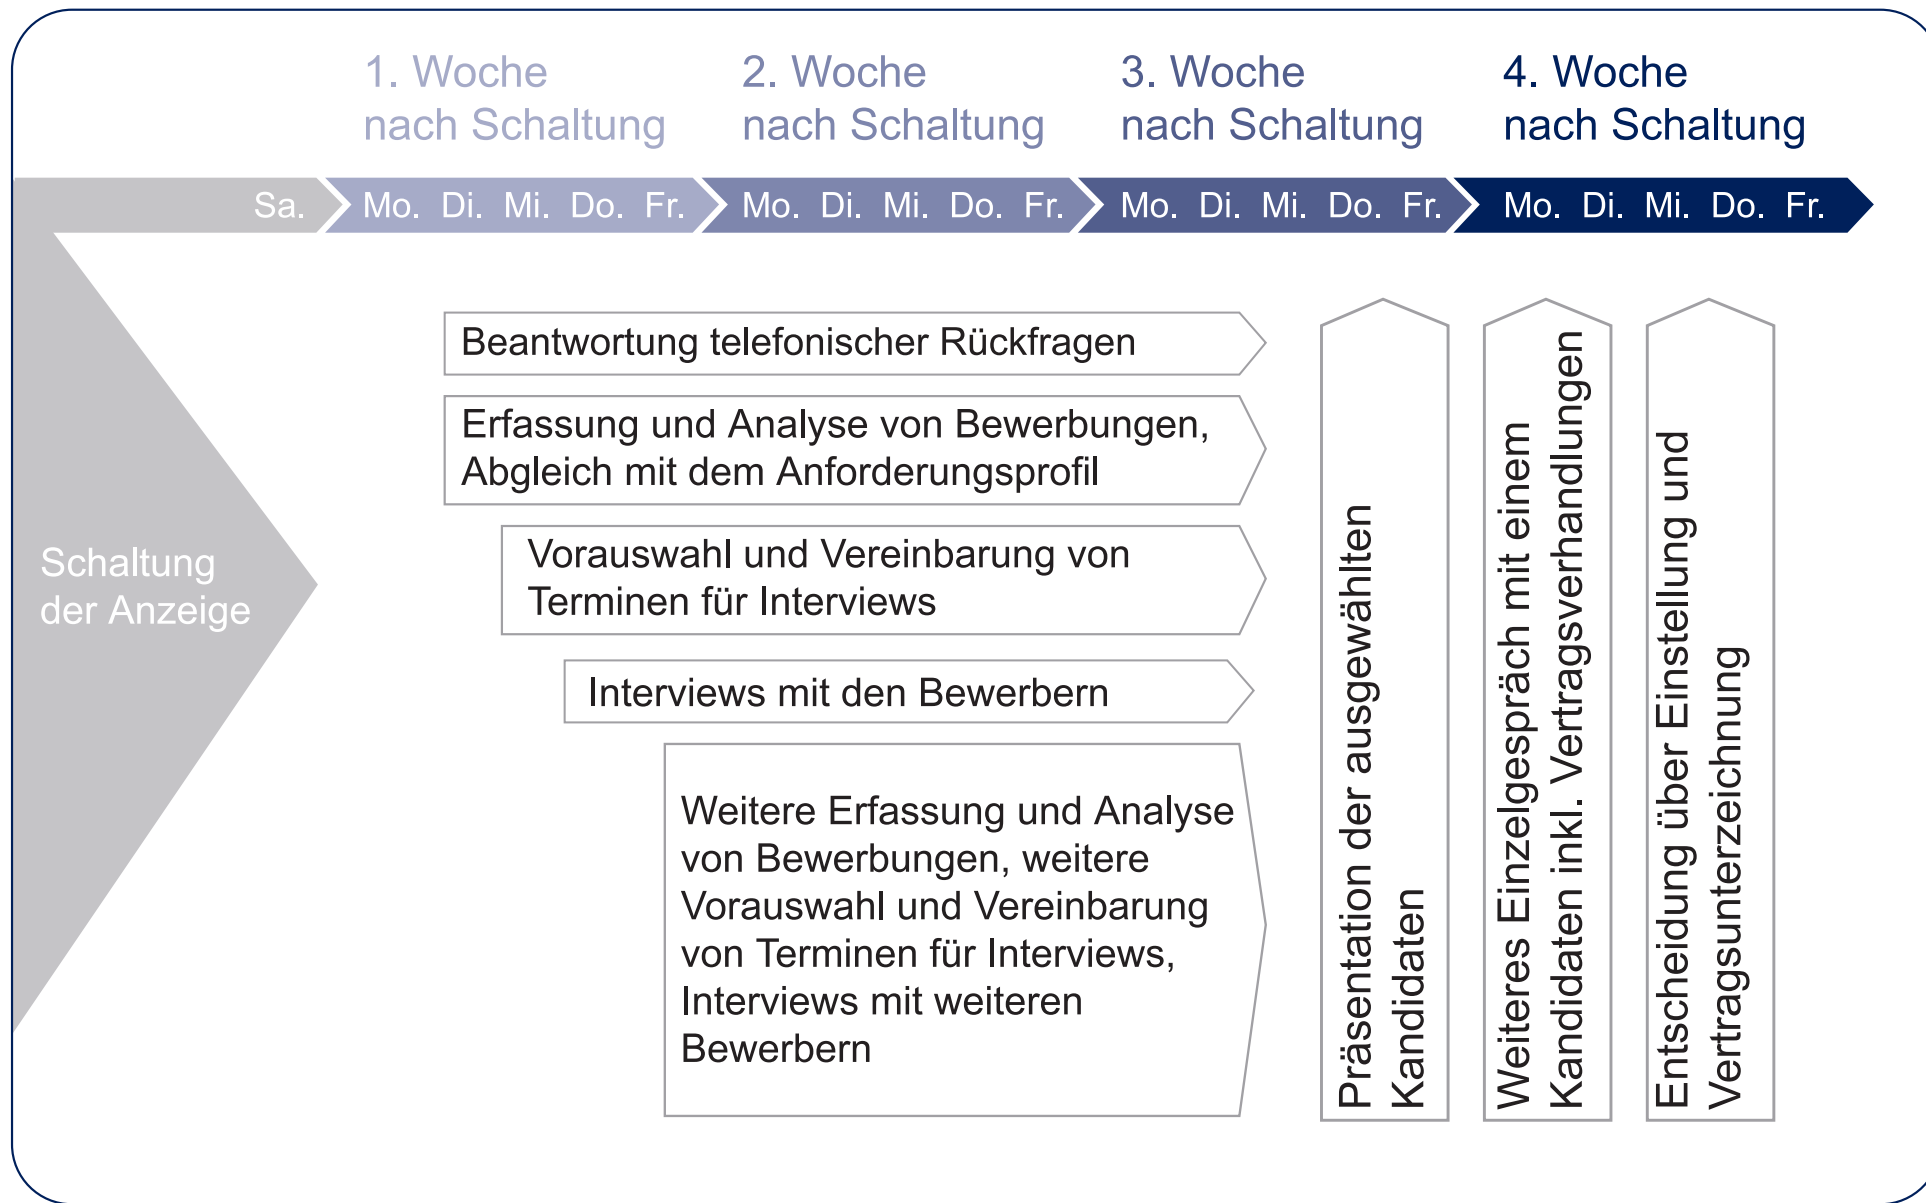 1. Woche
nach Schaltung
2. Woche
nach Schaltung
3. Woche
nach Schaltung
4. Woche
nach Schaltung
Sa.
Mo. Di. Mi. Do. Fr.
Mo. Di. Mi. Do. Fr.
Mo. Di. Mi. Do. Fr.
Mo. Di. Mi. Do. Fr.
Schaltung
der Anzeige
Beantwortung telefonischer Rückfragen
Erfassung und Analyse von Bewerbungen,
Abgleich mit dem Anforderungsprofil
Vorauswahl und Vereinbarung von
Terminen für Interviews
Interviews mit den Bewerbern
Weitere Erfassung und Analyse
von Bewerbungen, weitere
Vorauswahl und Vereinbarung
von Terminen für Interviews,
Interviews mit weiteren
Bewerbern
Präsentation der ausgewählten
Kandidaten
Weiteres Einzelgespräch mit einem
Kandidaten inkl. Vertragsverhandlungen
Entscheidung über Einstellung und
Vertragsunterzeichnung